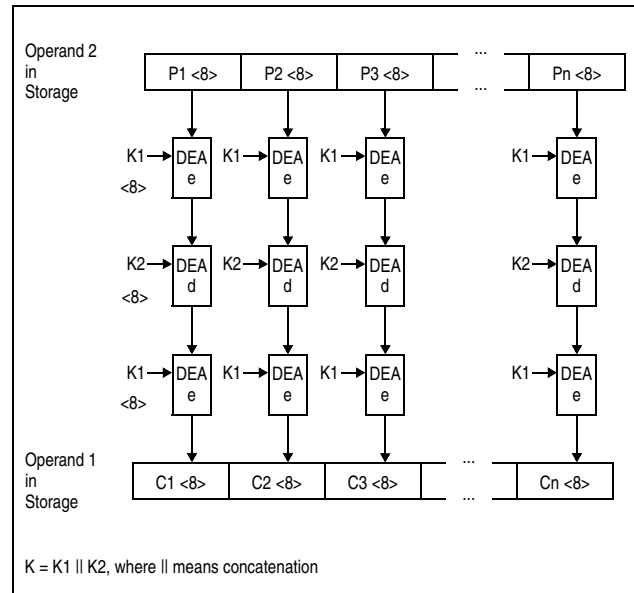 Operand 2
in
Storage
P1 <8> P2 <8> P3 <8> ... ... Pn <8>
K1 DEA e K1 DEA e K1 DEA e K1 DEA e
<8>
K2 DEA d K2 DEA d K2 DEA d K2 DEA d
<8>
K1 DEA e K1 DEA e K1 DEA e K1 DEA e
<8>
Operand 1
in
Storage
C1 <8> C2 <8> C3 <8> ... ... Cn <8>
K = K1 || K2, where || means concatenation